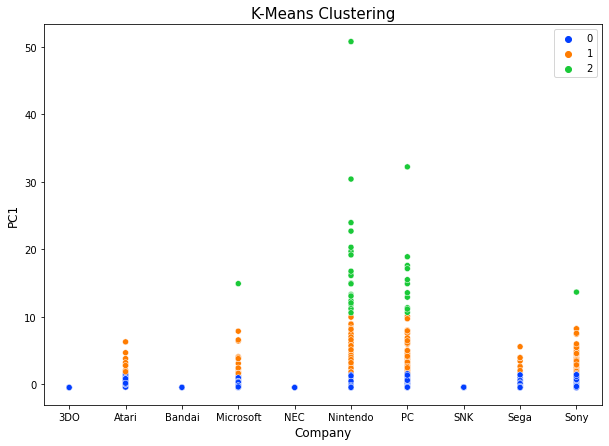 K-Means Clustering
0
1
2
50
40
30
20
10
0
PC1
3DO Atari Bandai Microsoft NEC Nintendo PC SNK Sega Sony
Company